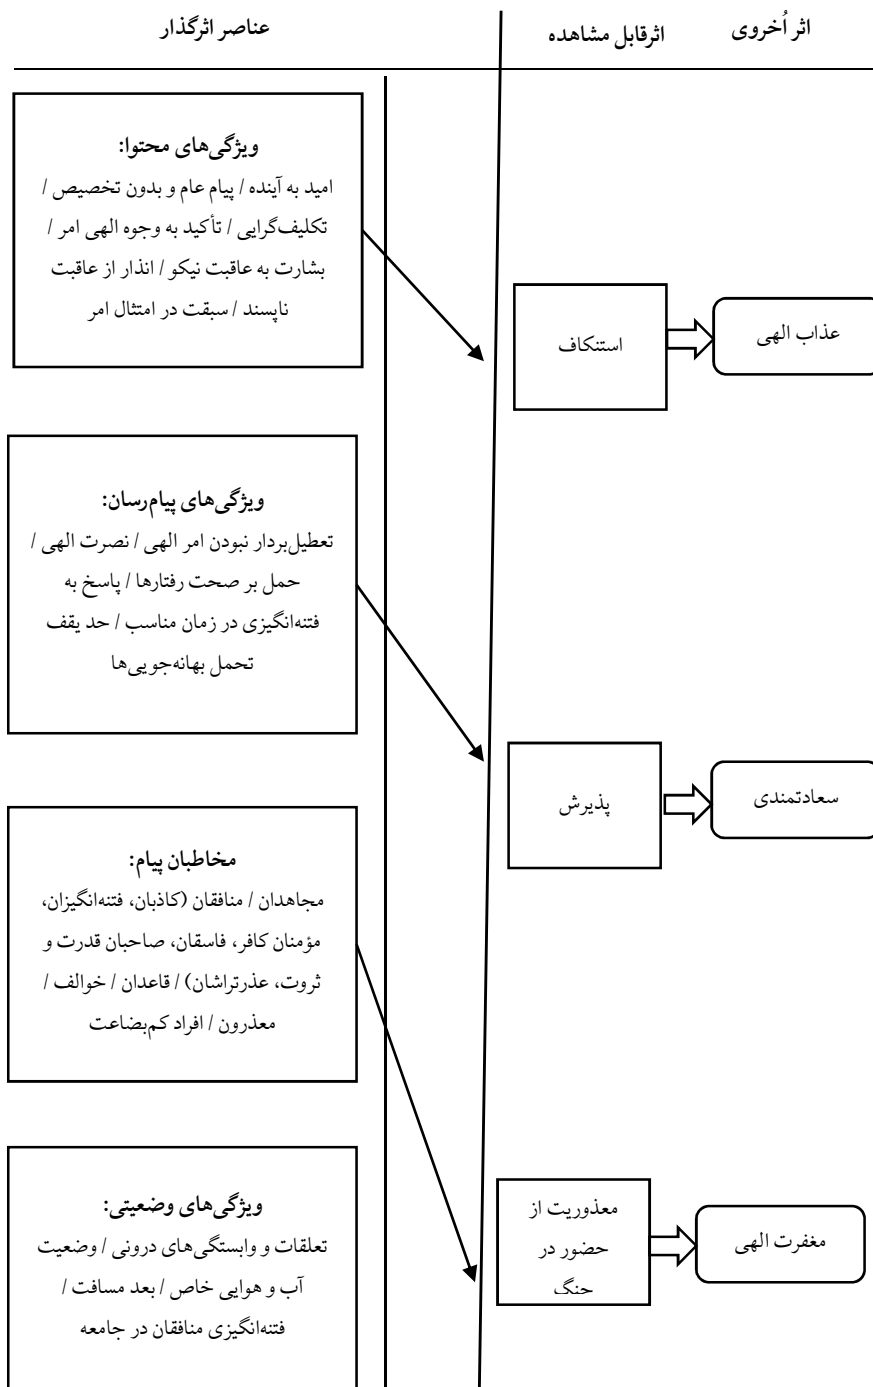 عناصر اثرگذار
اثرقابل مشاهده
اثر اُخروی
ویژگی‌های محتوا:
امید به آینده / پیام عام و بدون تخصیص /
تکلیف‌گرایی / تأکید به وجوه الهی امر /
بشارت به عاقبت نیکو / انذار از عاقبت
ناپسند / سبقت در امتثال امر
استنکاف
عذاب الهی
ویژگی‌های پیام‌رسان:
تعطیل‌بردار نبودن امر الهی / نصرت الهی /
حمل بر صحت رفتارها / پاسخ به
فتنه‌انگیزی در زمان مناسب / حد یقف
تحمل بهانه‌جویی‌ها
پذیرش
سعادتمندی
مخاطبان پیام:
مجاهدان / منافقان (کاذبان، فتنه‌انگیزان،
مؤمنان کافر، فاسقان، صاحبان قدرت و
ثروت، عذرتراشان) / قاعدان / خوالف /
معذرون / افراد کم‌بضاعت
ویژگی‌های وضعیتی:
تعلقات و وابستگی‌های درونی / وضعیت
آب و هوایی خاص / بعد مسافت /
فتنه‌انگیزی منافقان در جامعه
معذوریت از
حضور در
جنگ
مغفرت الهی